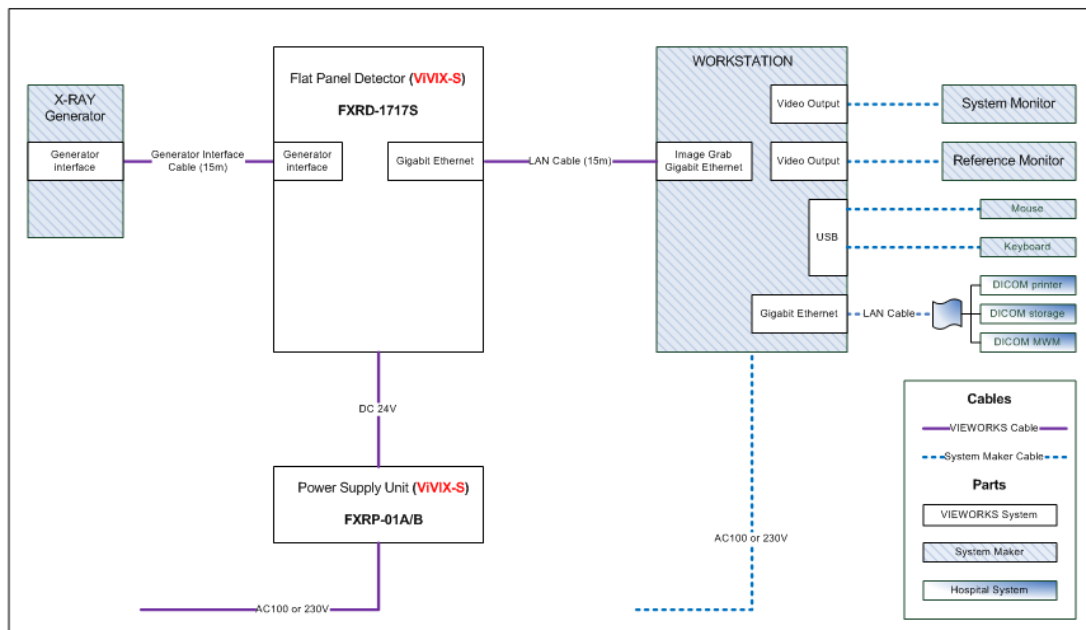 X-RAY
Generator
Generator
interface
Generator Interface
Cable (15m)
Flat Panel Detector (ViVIX-S)
FXRD-1717S
Generator
interface
Gigabit Ethernet
LAN Cable (15m)
WORKSTATION
Image Grab
Gigabit Ethernet
Video Output
System Monitor
Video Output
Reference Monitor
USB
Mouse
Keyboard
Gigabit Ethernet
LAN Cable
DICOM printer
DICOM storage
DICOM MWM
DC 24V
Power Supply Unit (ViVIX-S)
FXRP-01A/B
AC100 or 230V
AC100 or 230V
Cables
VIEWORKS Cable
System Maker Cable
Parts
VIEWORKS System
System Maker
Hospital System